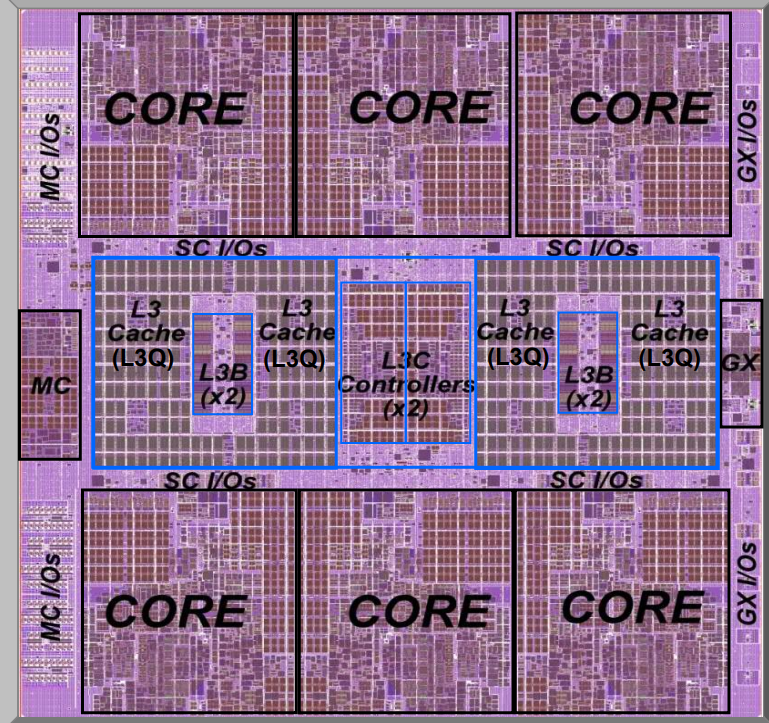 CORE
CORE
CORE
MC I/Os
GX I/Os
SC I/Os
SC I/Os
L3
Cache
(L3Q)
L3
Cache
(L3Q)
L3B
(x2)
L3C
Controllers
(x2)
L3
Cache
(L3Q)
L3
Cache
(L3Q)
L3B
(x2)
MC
GX
SC I/Os
SC I/Os
MC I/Os
GX I/Os
CORE
CORE
CORE